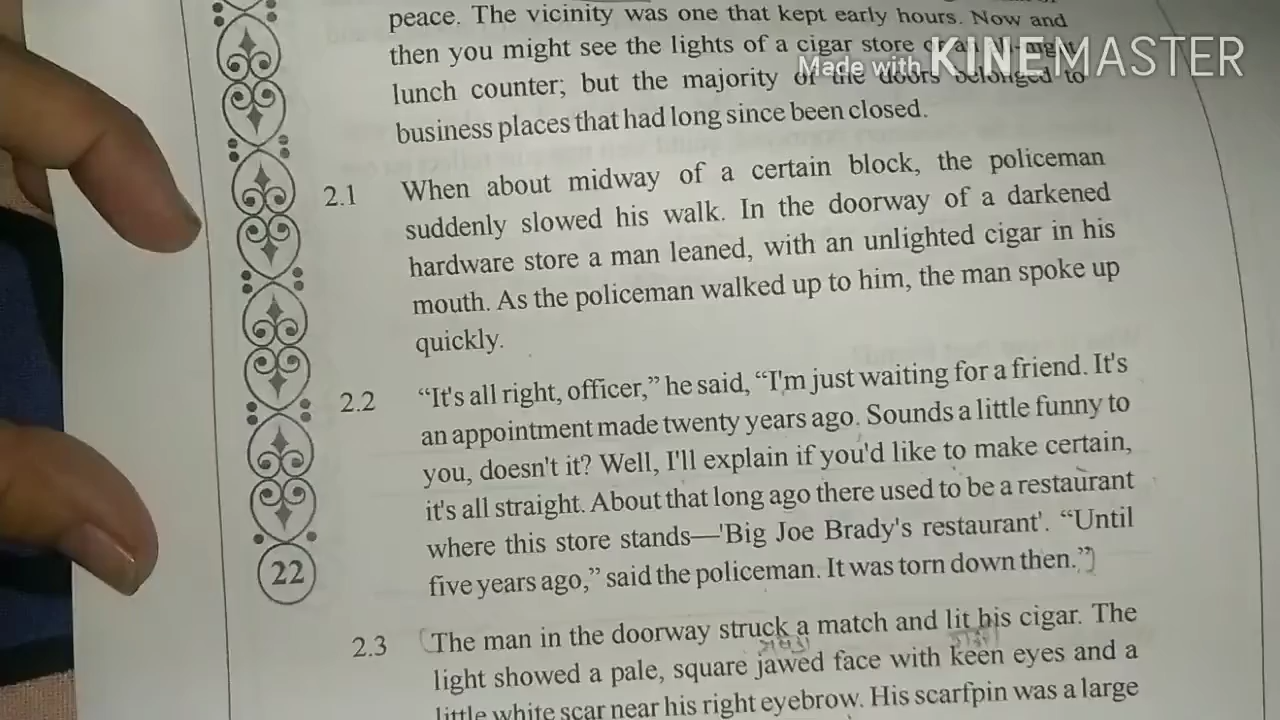 peace. The vicinity was one that kept early hours. Now and
then you might see the lights of a cigar store
Made with KINEMASTER
lunch counter; but the majority of the doors belonged to
business places that had long since been closed.
2.1 When about midway of a certain block, the policeman
suddenly slowed his walk. In the doorway of a darkened
hardware store a man leaned, with an unlighted cigar in his
mouth. As the policeman walked up to him, the man spoke up
quickly.
2.2 “It's all right, officer,” he said, “I'm just waiting for a friend. It's
an appointment made twenty years ago. Sounds a little funny to
you, doesn't it? Well, I'll explain if you'd like to make certain,
it's all straight. About that long ago there used to be a restaurant
where this store stands—'Big Joe Brady's restaurant'. “Until
five years ago,” said the policeman. It was torn down then.”
22
2.3 The man in the doorway struck a match and lit his cigar. The
light showed a pale, square jawed face with keen eyes and a
little white scar near his right eyebrow. His scarfpin was a large